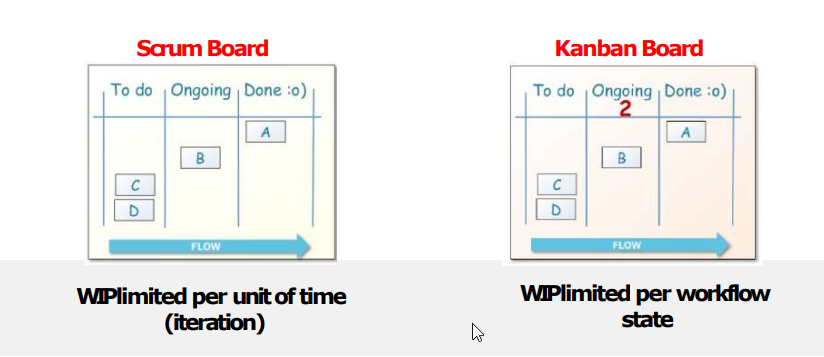 Scrum Board
To do Ongoing Done :o)
A
B
C
D
FLOW
WIPlimited per unit of time
(iteration)
Kanban Board
To do Ongoing Done :o)
2
A
B
C
D
FLOW
WIPlimited per workflow
state